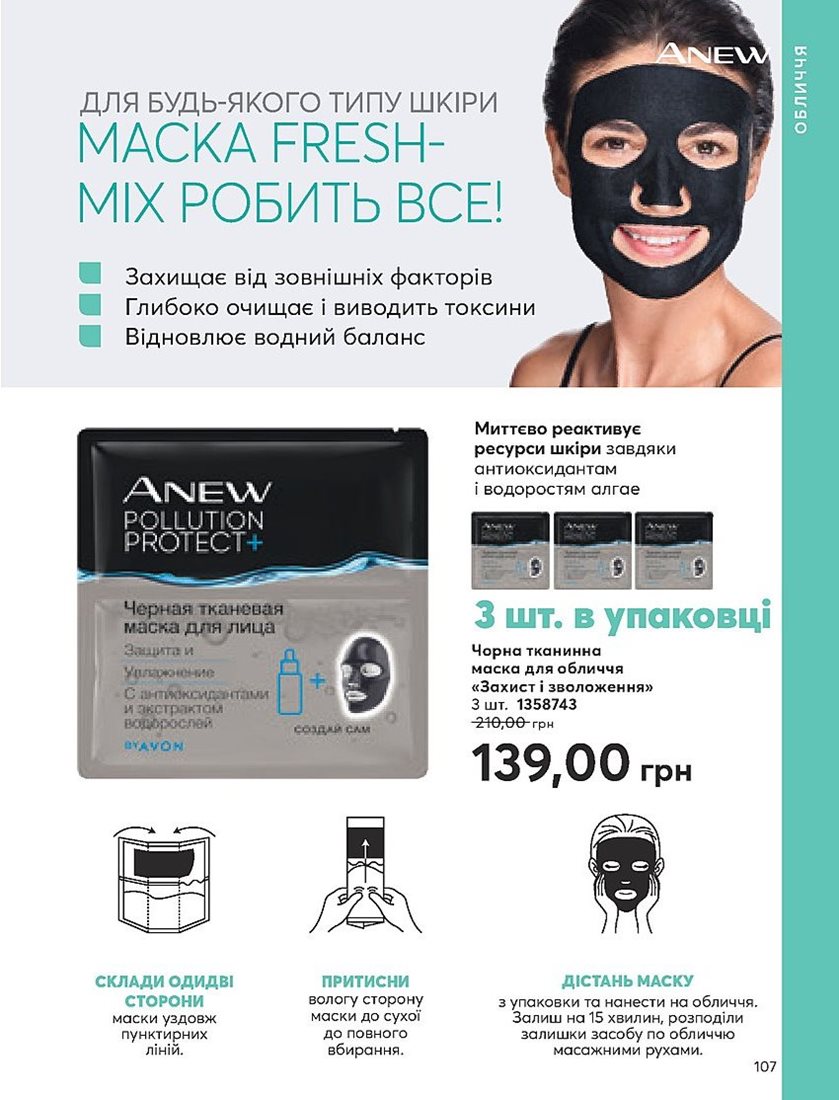 ANEW
ОБЛИЧЧЯ
ДЛЯ БУДЬ-ЯКОГО ТИПУ ШКІРИ
МАСКА FRESH-
MIX РОБИТЬ ВСЕ!
Захищає від зовнішніх факторів
Глибоко очищає і виводить токсини
Відновлює водний баланс
ANEW
POLLUTION
PROTECT+
Черная тканевая
маска для лица
Защита и
Увлажнение
С антиоксидантами
и экстрактом
водорослей
СОЗДАЙ САМ
BY AVON
Миттєво реактивує
ресурси шкіри завдяки
антиоксидантам
і водоростям алгае
ANEW
ANEW
ANEW
3 шт. в упаковці
Чорна тканинна
маска для обличчя
«Захист і зволоження»
3 шт. 1358743
210,00 грн
139,00 грн
СКЛАДИ ОДИДВІ
СТОРОНИ
маски уздовж
пунктирних
ліній.
ПРИТИСНИ
вологу сторону
маски до сухої
до повного
вбирання.
ДІСТАНЬ МАСКУ
з упаковки та нанести на обличчя.
Залиш на 15 хвилин, розподіли
залишки засобу по обличчю
масажними рухами.
107